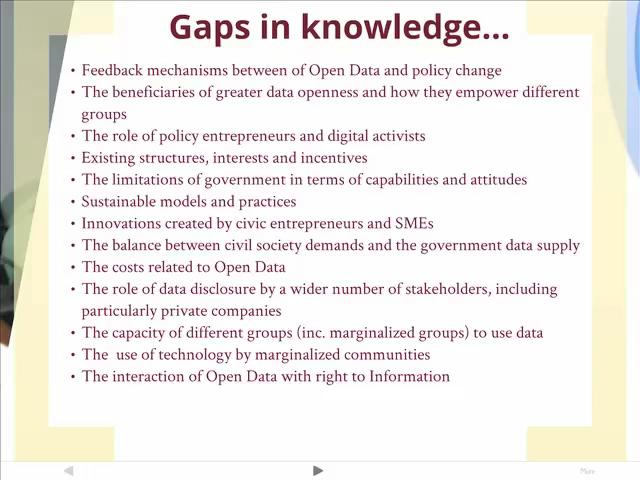 Gaps in knowledge...
• Feedback mechanisms between of Open Data and policy change
• The beneficiaries of greater data openness and how they empower different
groups
• The role of policy entrepreneurs and digital activists
• Existing structures, interests and incentives
• The limitations of government in terms of capabilities and attitudes
• Sustainable models and practices
• Innovations created by civic entrepreneurs and SMEs
• The balance between civil society demands and the government data supply
• The costs related to Open Data
• The role of data disclosure by a wider number of stakeholders, including
particularly private companies
• The capacity of different groups (inc. marginalized groups) to use data
• The  use of technology by marginalized communities
• The interaction of Open Data with right to Information
More